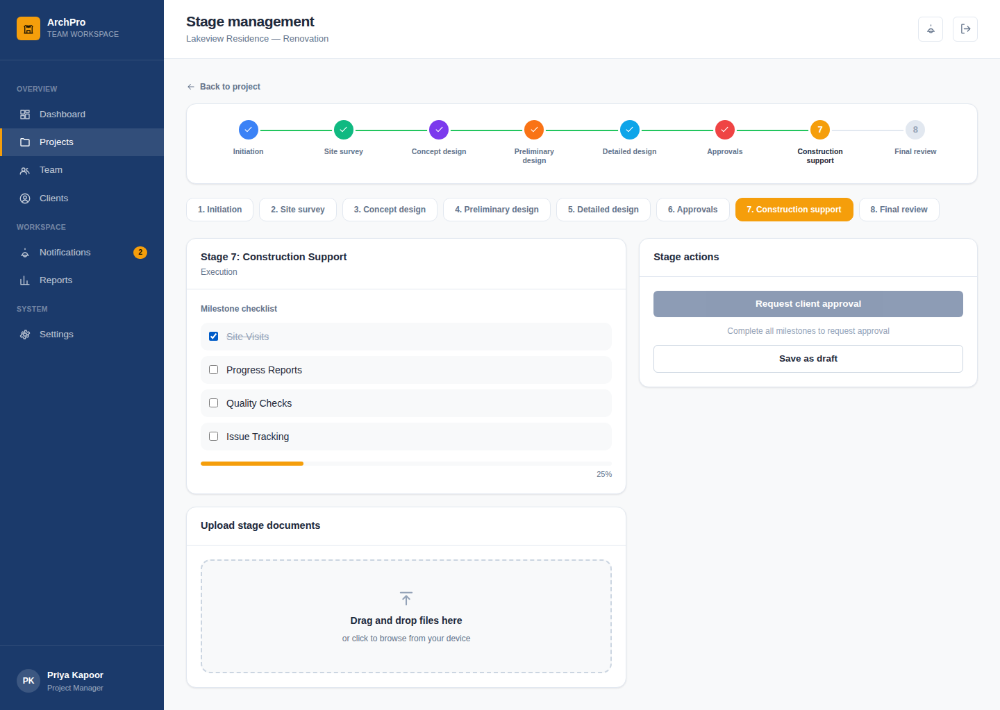 ArchPro
TEAM WORKSPACE
OVERVIEW
Dashboard
Projects
Team
Clients
WORKSPACE
Notifications 2
Reports
SYSTEM
Settings
PK
Priya Kapoor
Project Manager
Stage management
Lakeview Residence — Renovation
Back to project
7 8
Initiation Site survey Concept design Preliminary design Detailed design Approvals Construction support Final review
1. Initiation 2. Site survey 3. Concept design 4. Preliminary design 5. Detailed design 6. Approvals 7. Construction support 8. Final review
Stage 7: Construction Support
Execution
Milestone checklist
Site Visits
Progress Reports
Quality Checks
Issue Tracking
25%
Upload stage documents
Drag and drop files here
or click to browse from your device
Stage actions
Request client approval
Complete all milestones to request approval
Save as draft